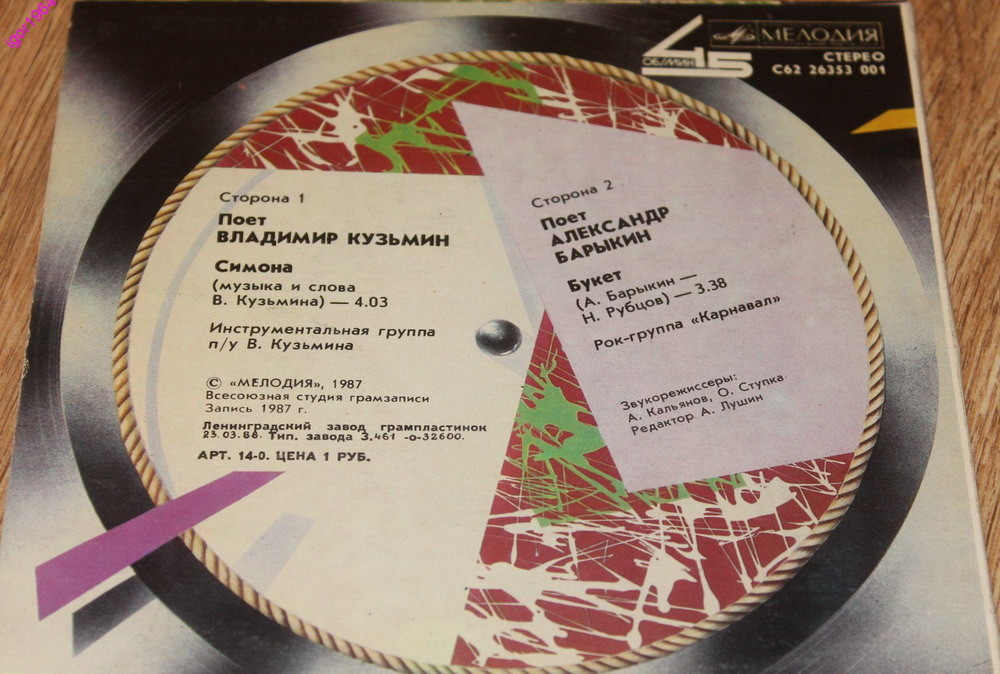 igor1968
45
ОБ/МИН
МЕЛОДИЯ
СТЕРЕО
С62 26353 001
Сторона 1
Поет
ВЛАДИМИР КУЗЬМИН
Симона
(музыка и слова
В. Кузьмина) — 4.03
Инструментальная группа
п/у В. Кузьмина
© «МЕЛОДИЯ», 1987
Всесоюзная студия грамзаписи
Запись 1987 г.
Ленинградский завод грампластинок
23.03.88. Тип. завода З.461 -о-32600.
АРТ. 14-0. ЦЕНА 1 РУБ.
Сторона 2
Поет
АЛЕКСАНДР
БАРЫКИН
Букет
(А. Барыкин —
Н. Рубцов) — 3.38
Рок-группа «Карнавал»
Звукорежиссеры:
А. Кальянов, О. Ступка
Редактор А. Лушин